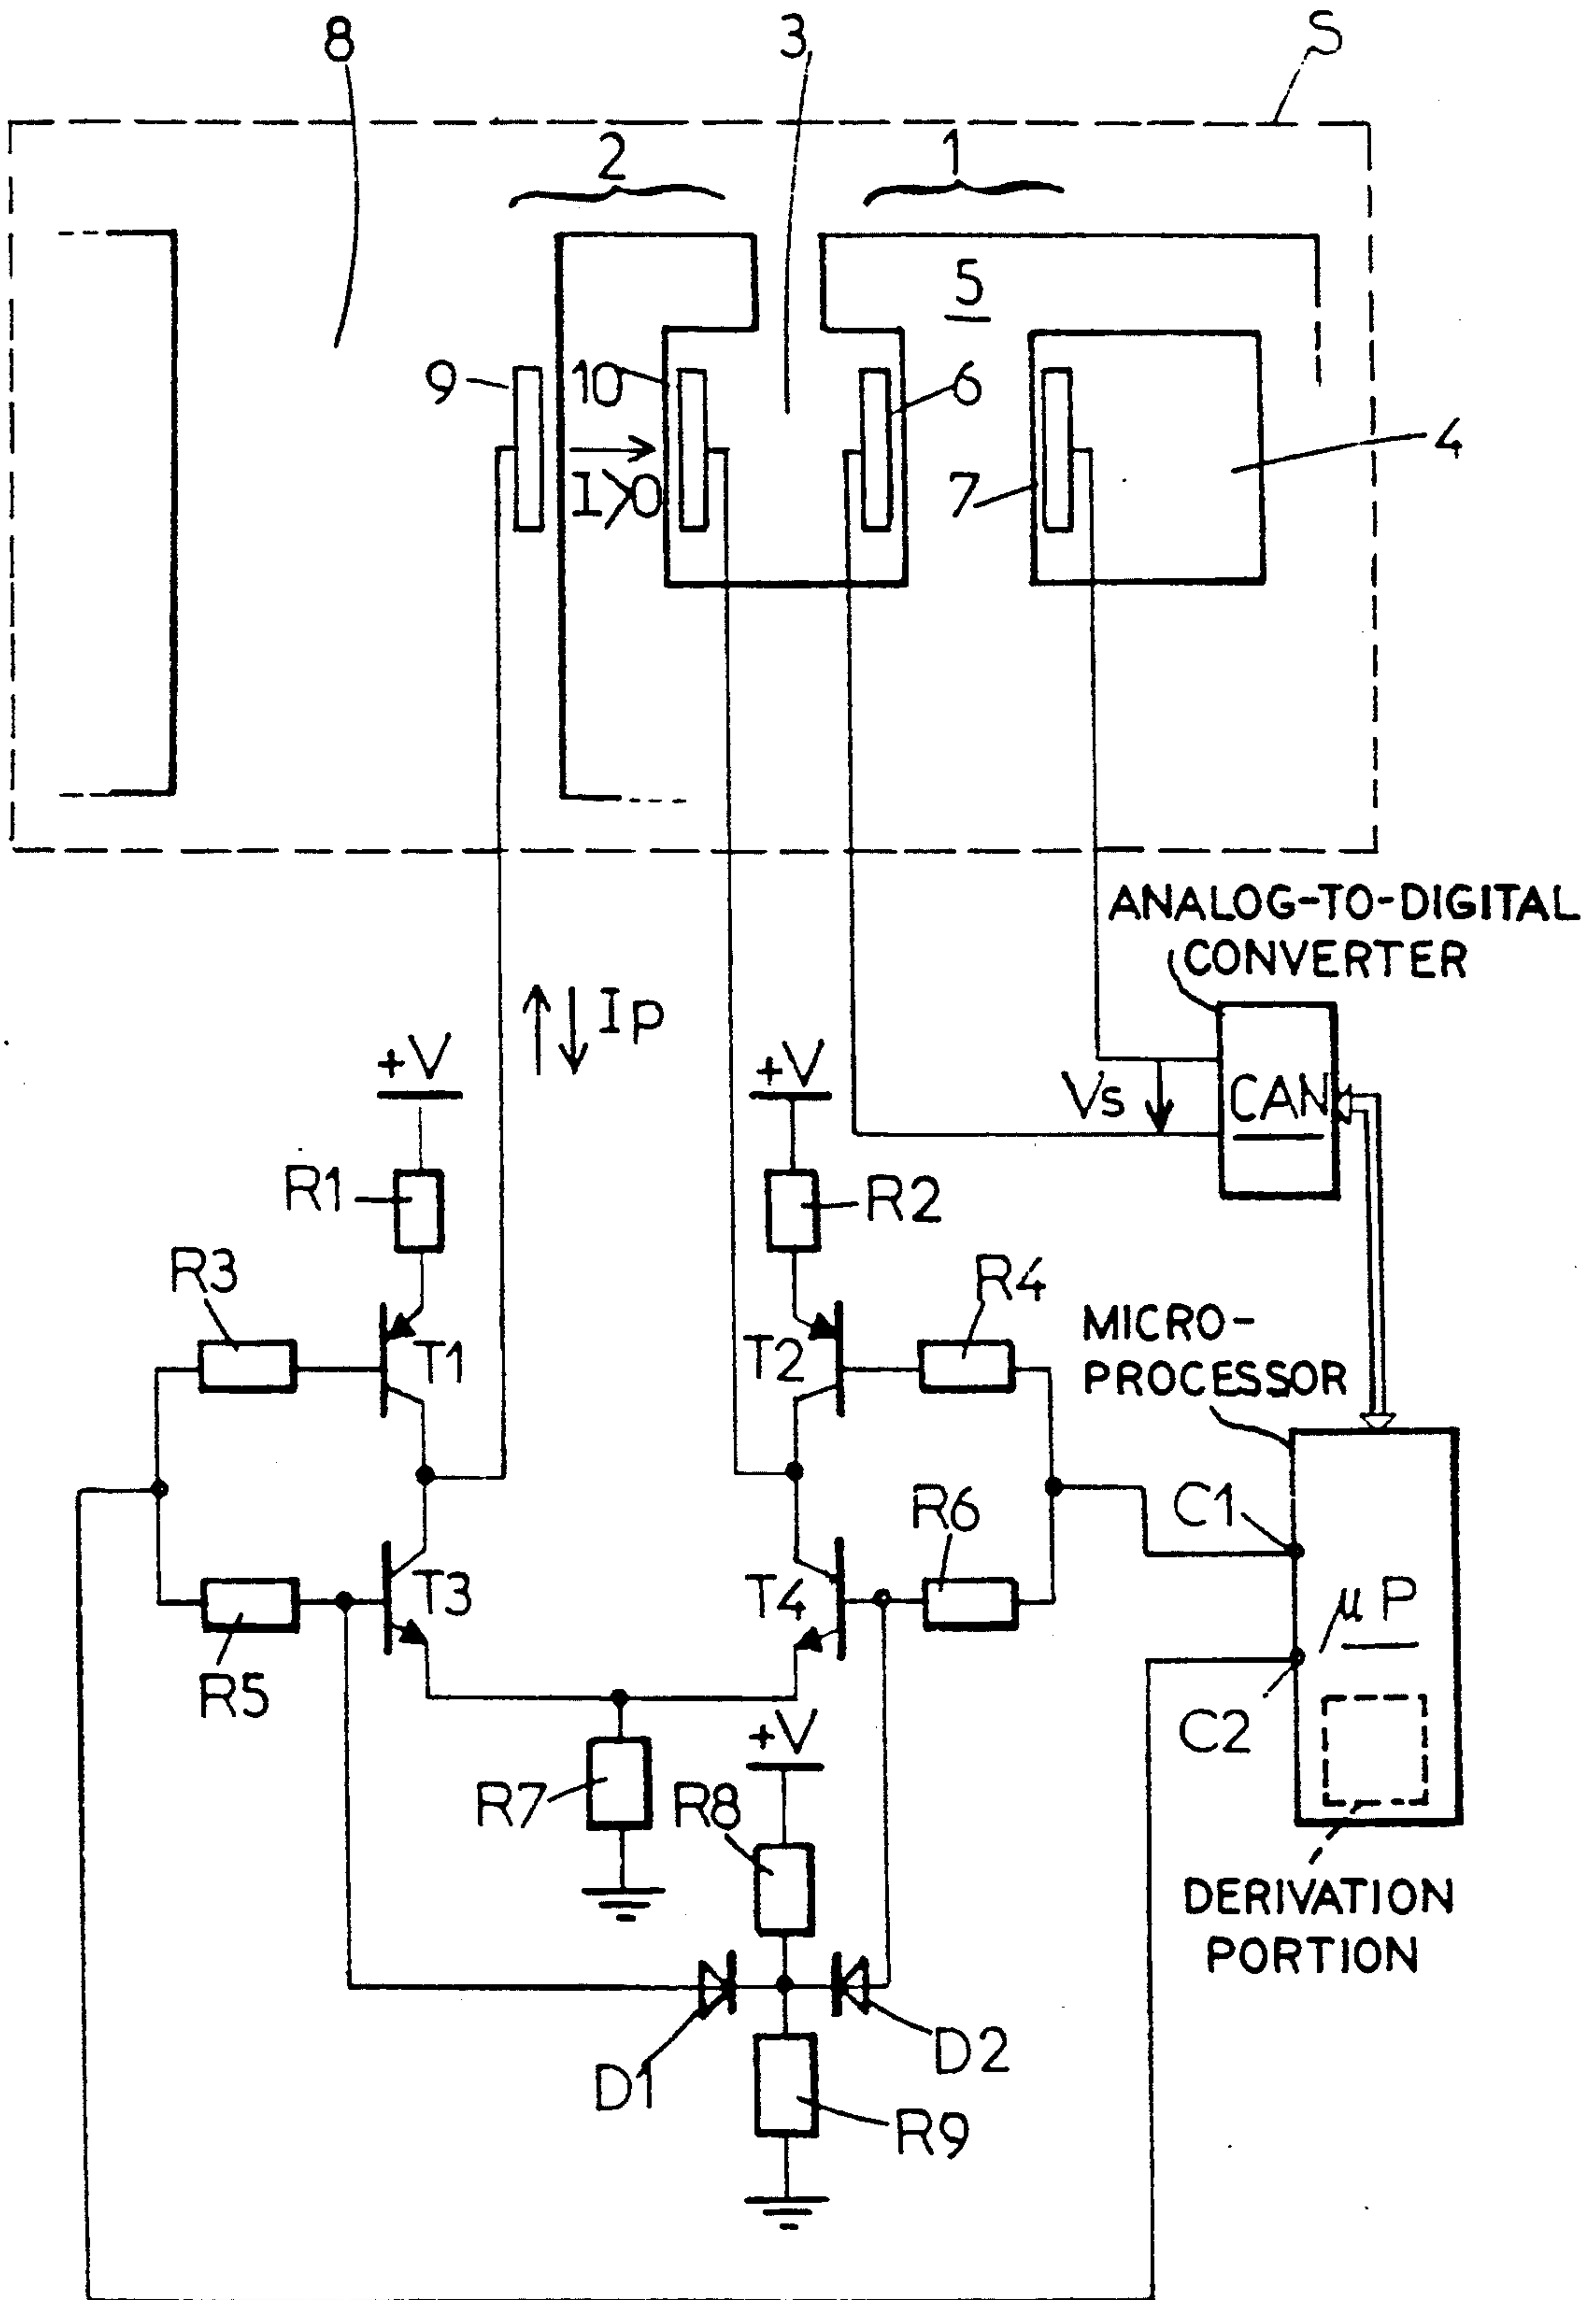 8
3
S
2
1
5
9
10
6
4
I>0
7
ANALOG-TO-DIGITAL
CONVERTER
Ip
+V
+V
Vs
CAN
R1
R2
R3
R4
MICRO-
PROCESSOR
T1
T2
C1
R6
T3
T4
μP
R5
C2
+V
R7
R8
DERIVATION
PORTION
D1
D2
R9